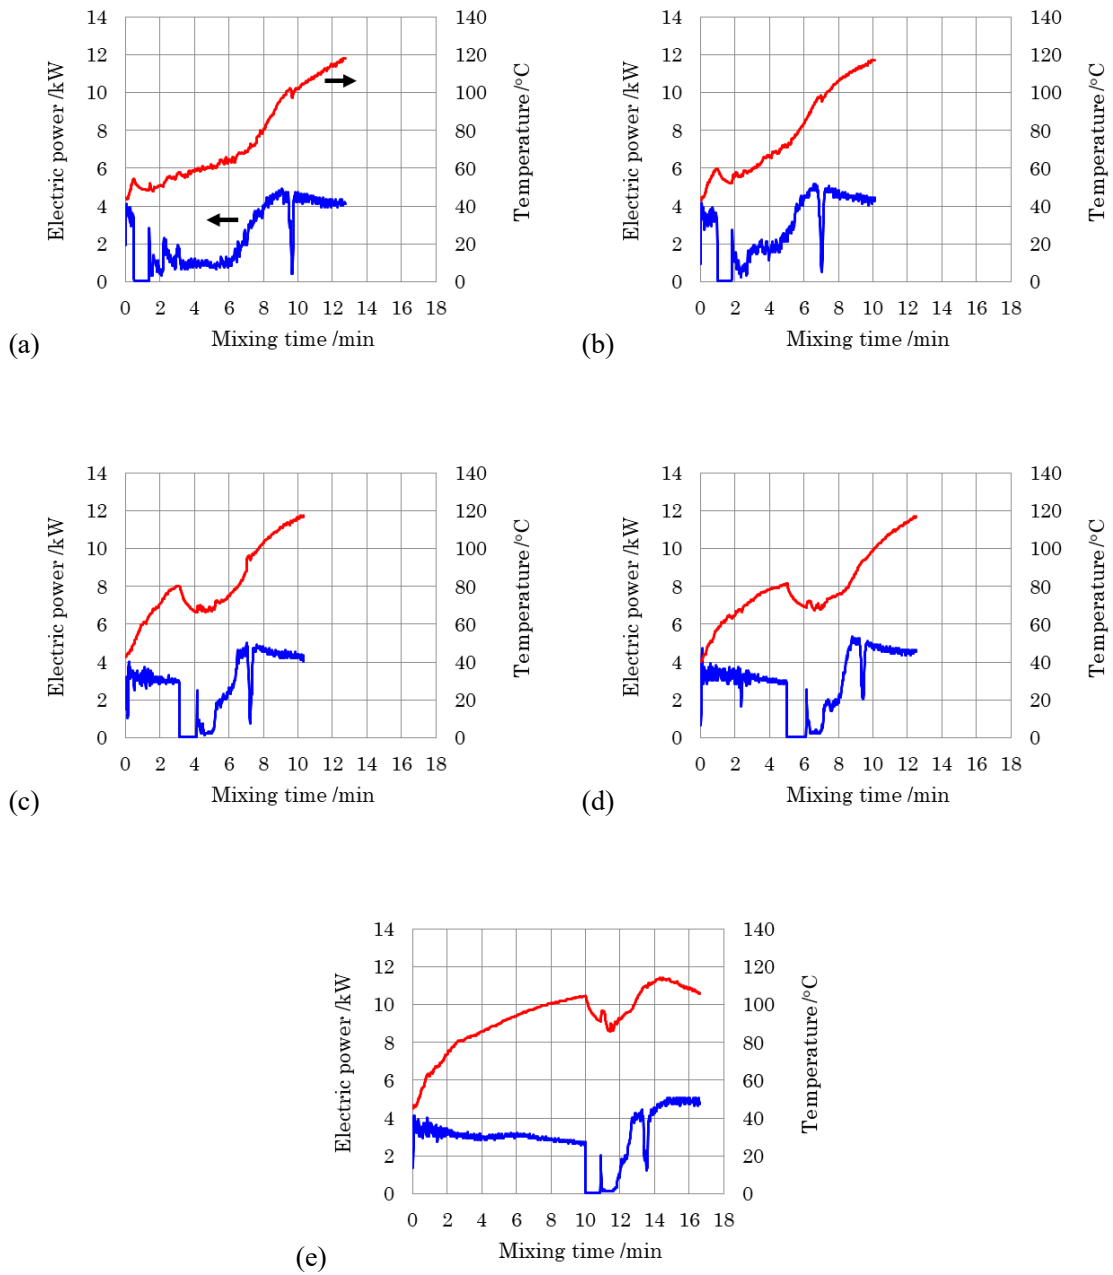 14 12 10 8 6 4 2 0
Electric power /kW
140 120 100 80 60 40 20 0
Temperature/°C
0 2 4 6 8 10 12 14 16 18
Mixing time /min
(a)
14 12 10 8 6 4 2 0
Electric power /kW
140 120 100 80 60 40 20 0
Temperature/°C
0 2 4 6 8 10 12 14 16 18
Mixing time /min
(b)
14 12 10 8 6 4 2 0
Electric power /kW
140 120 100 80 60 40 20 0
Temperature/°C
0 2 4 6 8 10 12 14 16 18
Mixing time /min
(c)
14 12 10 8 6 4 2 0
Electric power /kW
140 120 100 80 60 40 20 0
Temperature/°C
0 2 4 6 8 10 12 14 16 18
Mixing time /min
(d)
14 12 10 8 6 4 2 0
Electric power /kW
140 120 100 80 60 40 20 0
Temperature/°C
0 2 4 6 8 10 12 14 16 18
Mixing time /min
(e)